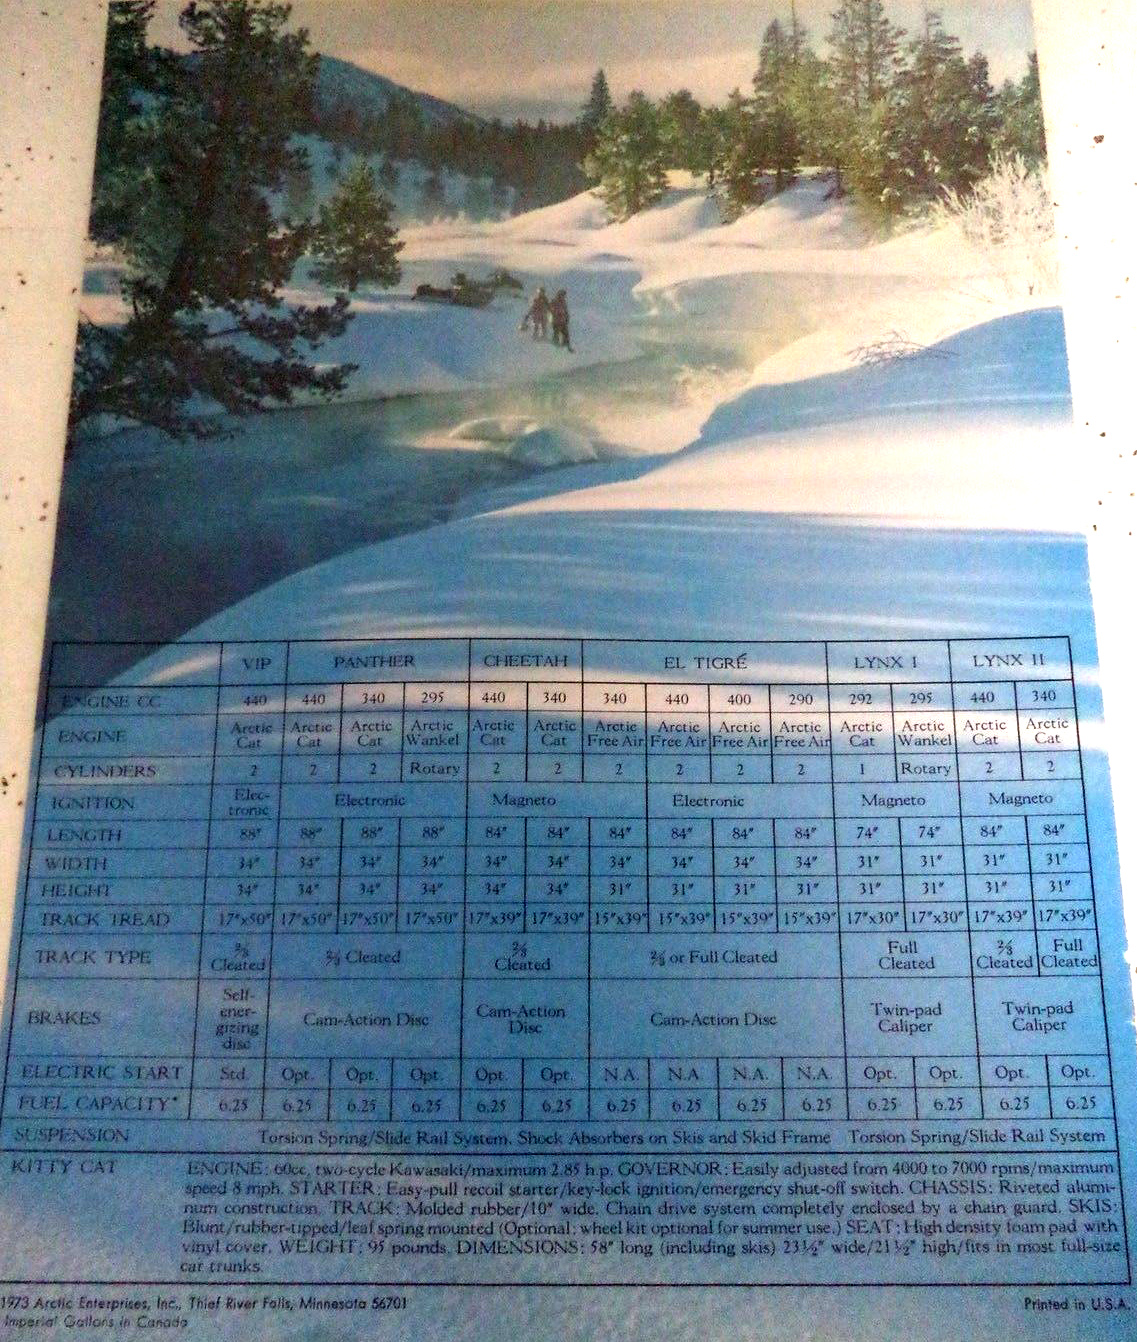 VIP PANTHER CHEETAH EL TIGRÉ LYNX I LYNX II
ENGINE CC 440 440 340 295 440 340 340 440 400 290 292 295 440 340
ENGINE Arctic Cat Arctic Cat Arctic Cat Arctic Wankel Arctic Cat Arctic Cat Arctic Free Air Arctic Free Air Arctic Free Air Arctic Free Air Arctic Cat Arctic Wankel Arctic Cat Arctic Cat
CYLINDERS 2 2 2 Rotary 2 2 2 2 2 2 1 Rotary 2 2
IGNITION Elec-tronic Electronic Magneto Electronic Magneto Magneto
LENGTH 88″ 88″ 88″ 88″ 84″ 84″ 84″ 84″ 84″ 84″ 74″ 74″ 84″ 84″
WIDTH 34″ 34″ 34″ 34″ 34″ 34″ 34″ 34″ 34″ 34″ 31″ 31″ 31″ 31″
HEIGHT 34″ 34″ 34″ 34″ 34″ 34″ 31″ 31″ 31″ 31″ 31″ 31″ 31″ 31″
TRACK TREAD 17″x50″ 17″x50″ 17″x50″ 17″x50″ 17″x39″ 17″x39″ 15″x39″ 15″x39″ 15″x39″ 15″x39″ 17″x30″ 17″x30″ 17″x39″ 17″x39″
TRACK TYPE ⅔ Cleated ⅔ Cleated ⅔ Cleated ⅔ or Full Cleated Full Cleated ⅔ Cleated Full Cleated
BRAKES Self-ener-gizing disc Cam-Action Disc Cam-Action Disc Cam-Action Disc Twin-pad Caliper Twin-pad Caliper
ELECTRIC START Std. Opt. Opt. Opt. Opt. Opt. N.A. N.A. N.A. N.A. Opt. Opt. Opt. Opt.
FUEL CAPACITY* 6.25 6.25 6.25 6.25 6.25 6.25 6.25 6.25 6.25 6.25 6.25 6.25 6.25 6.25
SUSPENSION Torsion Spring/Slide Rail System, Shock Absorbers on Skis and Skid Frame Torsion Spring/Slide Rail System
KITTY CAT ENGINE: 60cc, two-cycle Kawasaki/maximum 2.85 h.p. GOVERNOR: Easily adjusted from 4000 to 7000 rpms/maximum
speed 8 mph. STARTER: Easy-pull recoil starter/key-lock ignition/emergency shut-off switch. CHASSIS: Riveted alumi-
num construction. TRACK: Molded rubber/10″ wide. Chain drive system completely enclosed by a chain guard. SKIS:
Blunt/rubber-tipped/leaf spring mounted (Optional: wheel kit optional for summer use.) SEAT: High density foam pad with
vinyl cover. WEIGHT: 95 pounds. DIMENSIONS: 58″ long (including skis) 23½″ wide/21½″ high/fits in most full-size
car trunks.
1973 Arctic Enterprises, Inc., Thief River Falls, Minnesota 56701 Printed in U.S.A.
Imperial Gallons in Canada